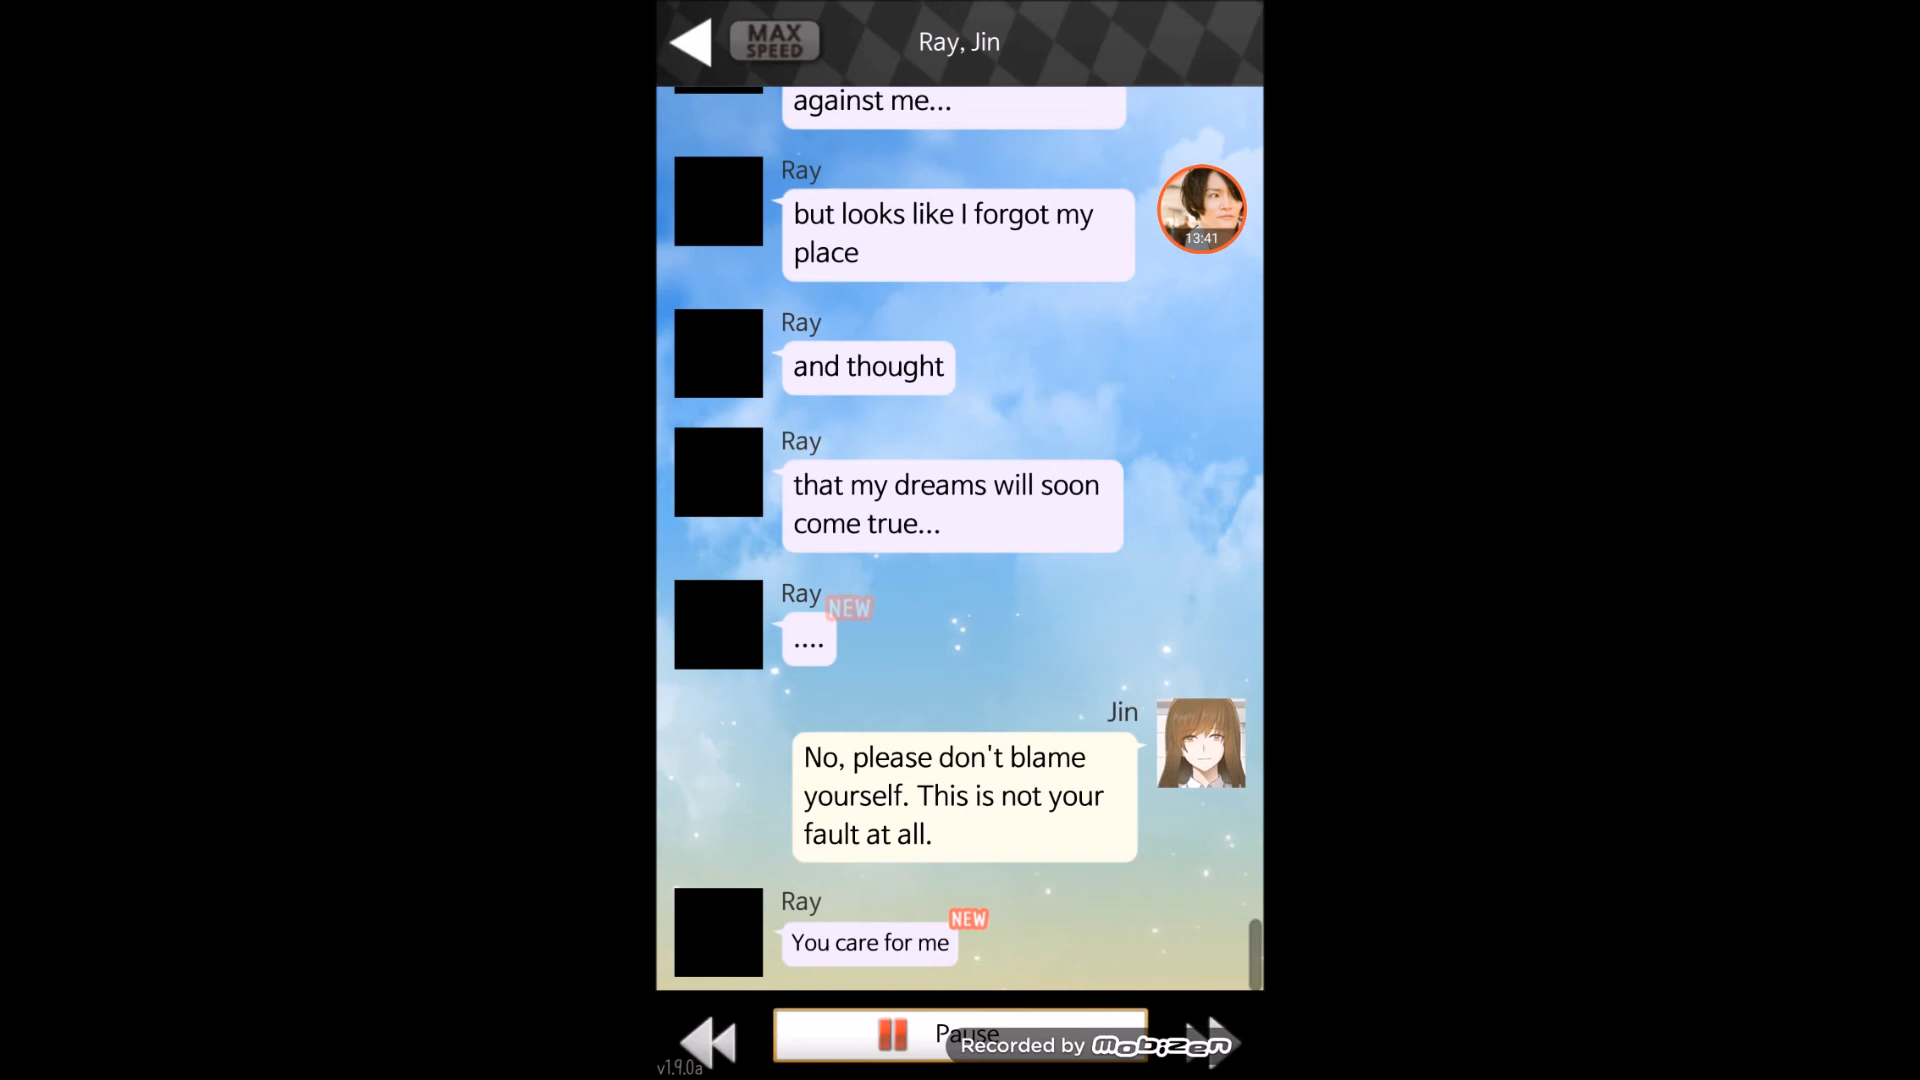 MAX
SPEED
Ray, Jin
against me...
Ray
but looks like I forgot my
place
13:41
Ray
and thought
Ray
that my dreams will soon
come true...
Ray
NEW
....
Jin
No, please don't blame
yourself. This is not your
fault at all.
Ray
NEW
You care for me
Pause
Recorded by Mobizen
v1.9.0a